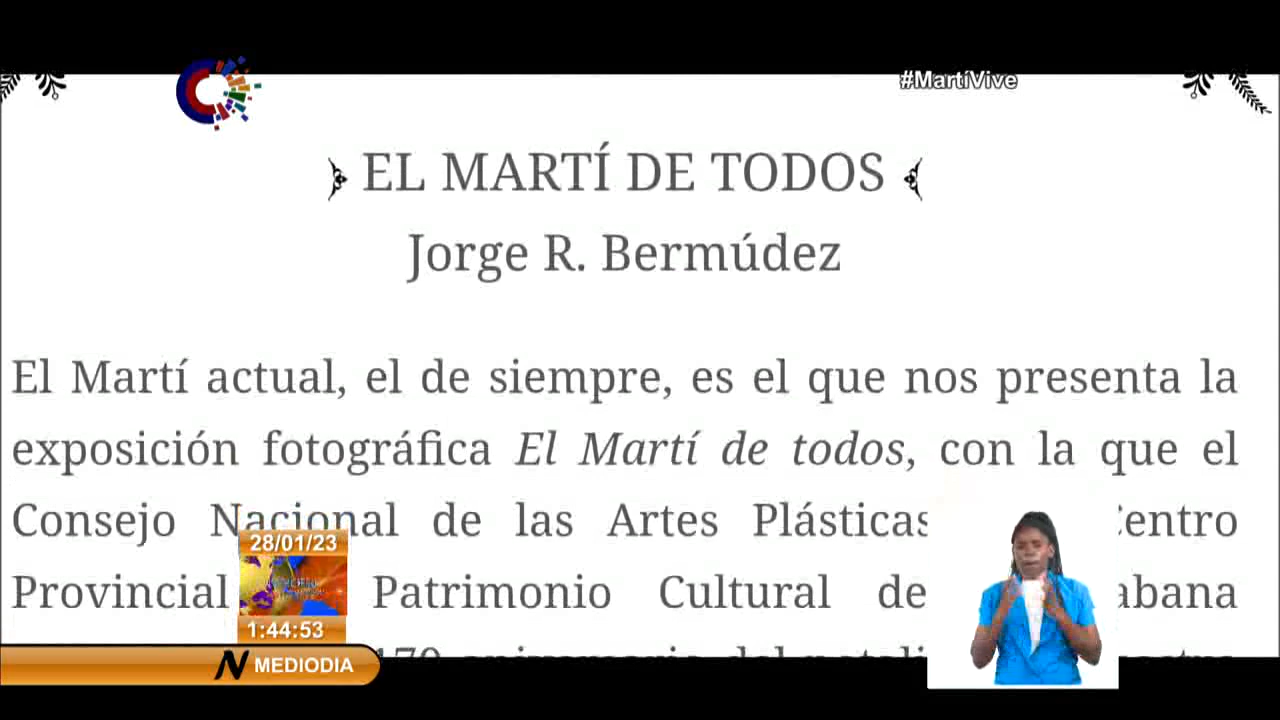 #MartíVive
EL MARTÍ DE TODOS
Jorge R. Bermúdez
El Martí actual, el de siempre, es el que nos presenta la
exposición fotográfica El Martí de todos, con la que el
Consejo Nacional de las Artes Plásticas entro
Provincial Patrimonio Cultural de abana
28/01/23
1:44:53
N MEDIODIA